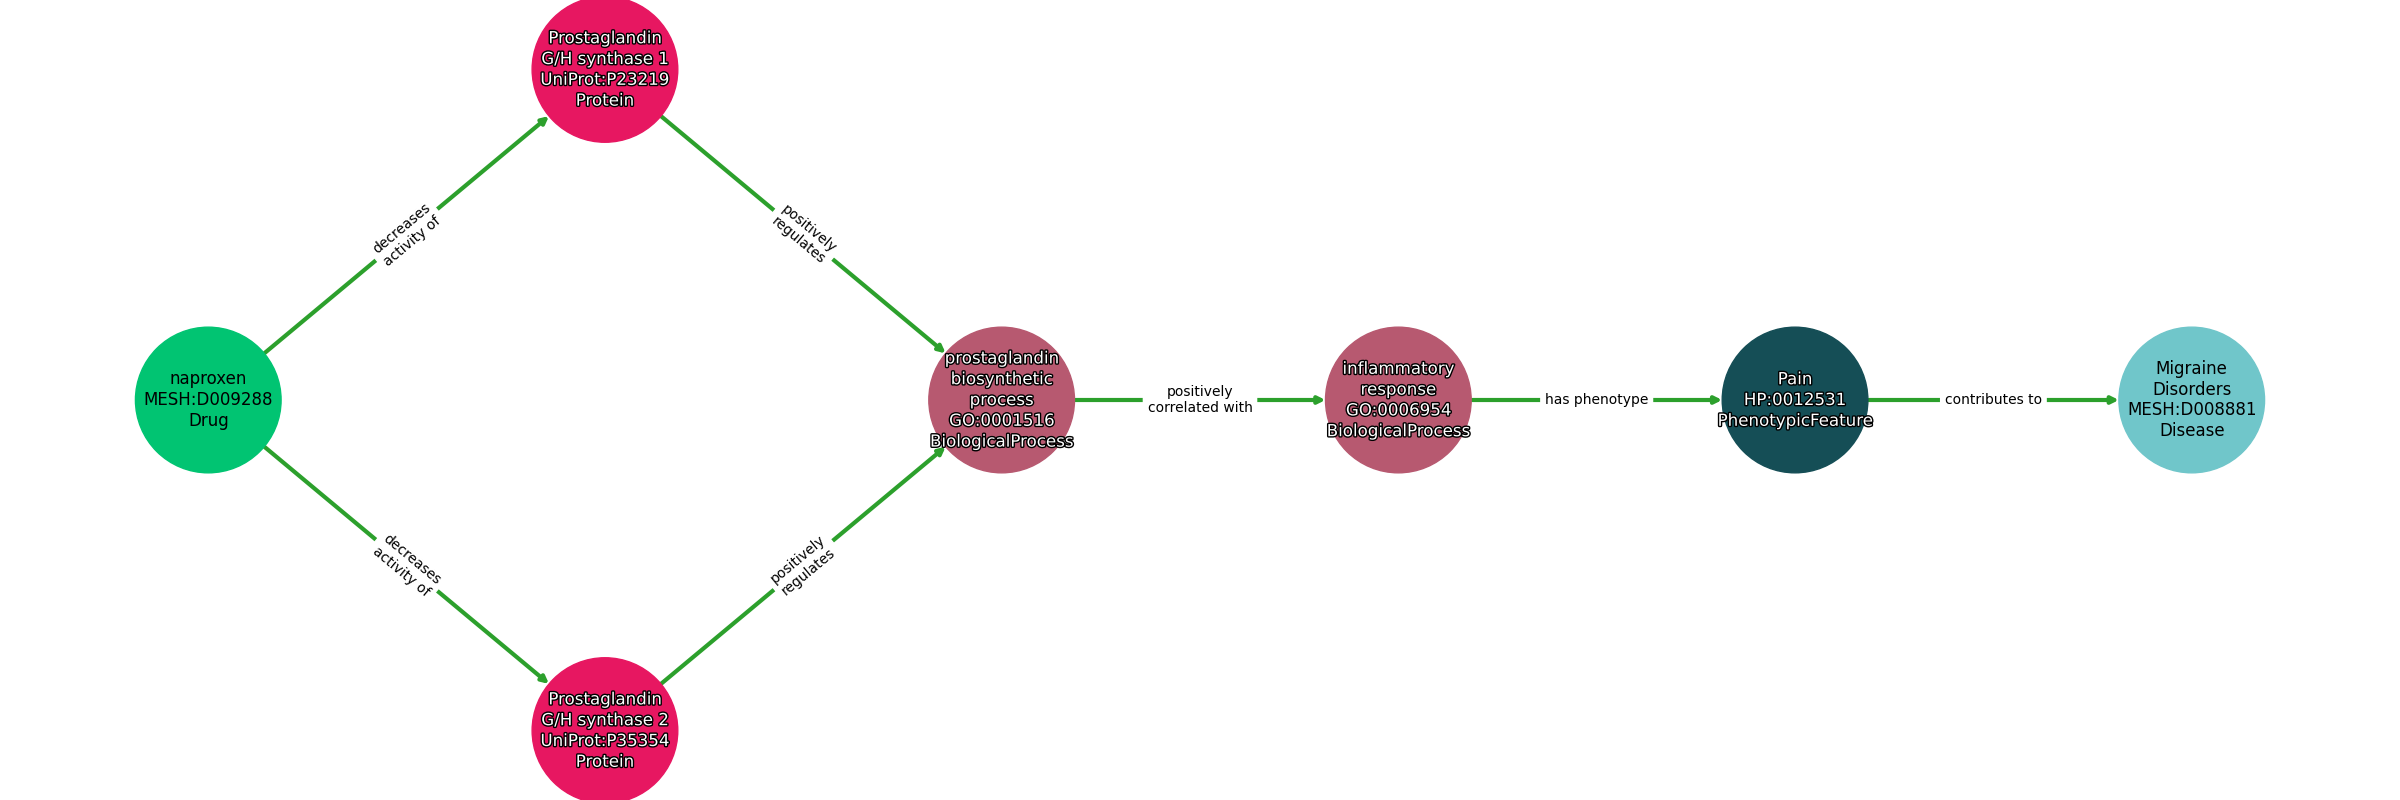 Prostaglandin
G/H synthase 1
UniProt:P23219
Protein
decreases
activity of
positively
regulates
naproxen
MESH:D009288
Drug
prostaglandin
biosynthetic
process
GO:0001516
BiologicalProcess
positively
correlated with
inflammatory
response
GO:0006954
BiologicalProcess
has phenotype
Pain
HP:0012531
PhenotypicFeature
contributes to
Migraine
Disorders
MESH:D008881
Disease
decreases
activity of
positively
regulates
Prostaglandin
G/H synthase 2
UniProt:P35354
Protein